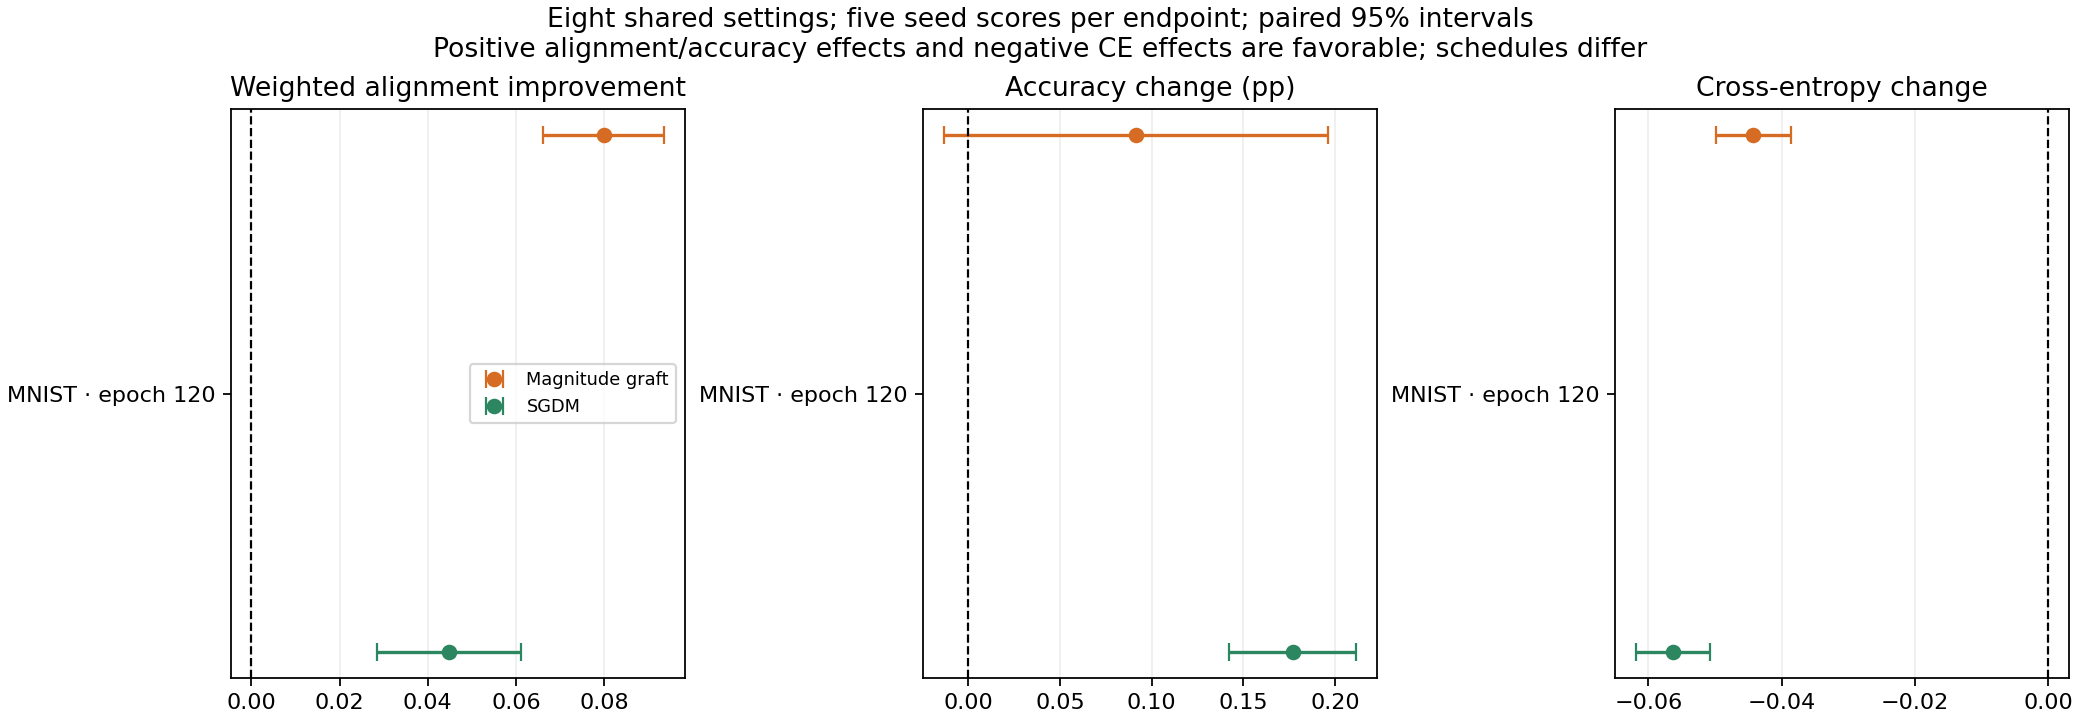 Eight shared settings; five seed scores per endpoint; paired 95% intervals
Positive alignment/accuracy effects and negative CE effects are favorable; schedules differ
Weighted alignment improvement
MNIST · epoch 120
Magnitude graft
SGDM
0.00 0.02 0.04 0.06 0.08
Accuracy change (pp)
MNIST · epoch 120
0.00 0.05 0.10 0.15 0.20
Cross-entropy change
MNIST · epoch 120
−0.06 −0.04 −0.02 0.00